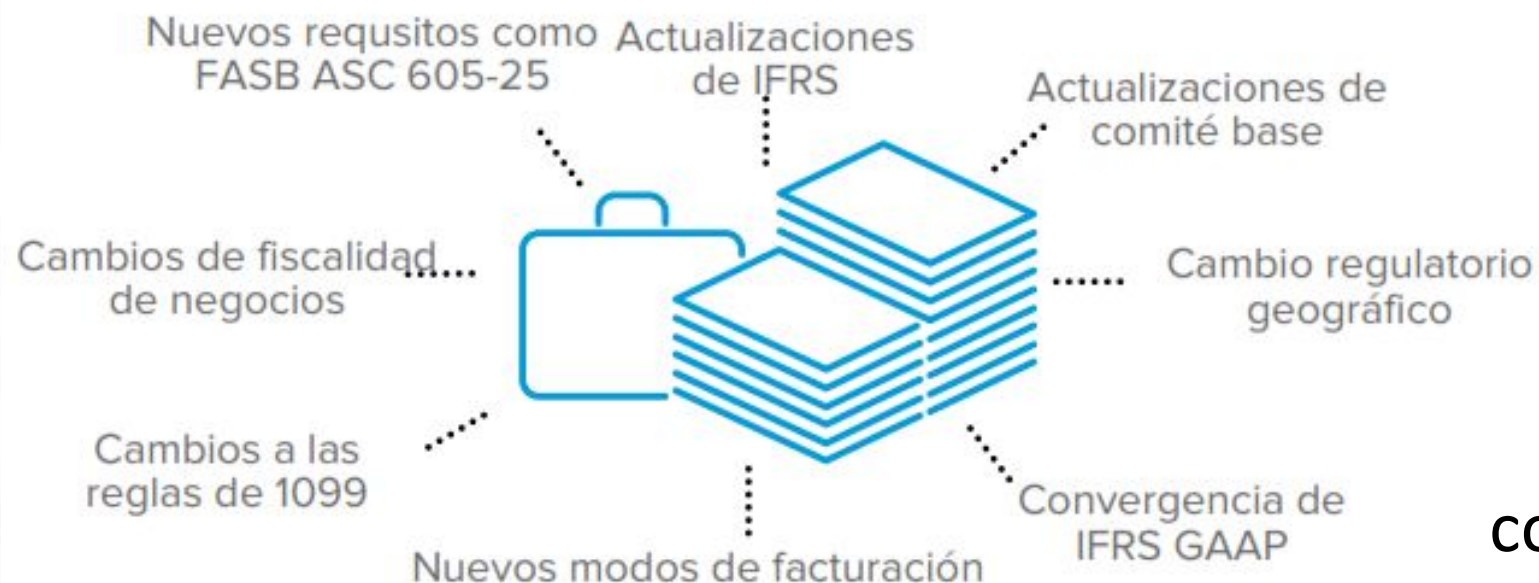 Nuevos requsitos como
FASB ASC 605-25
Actualizaciones
de IFRS
Actualizaciones de
comité base
Cambios de fiscalidad
de negocios
Cambio regulatorio
geográfico
Cambios a las
reglas de 1099
Convergencia de
IFRS GAAP
Nuevos modos de facturación